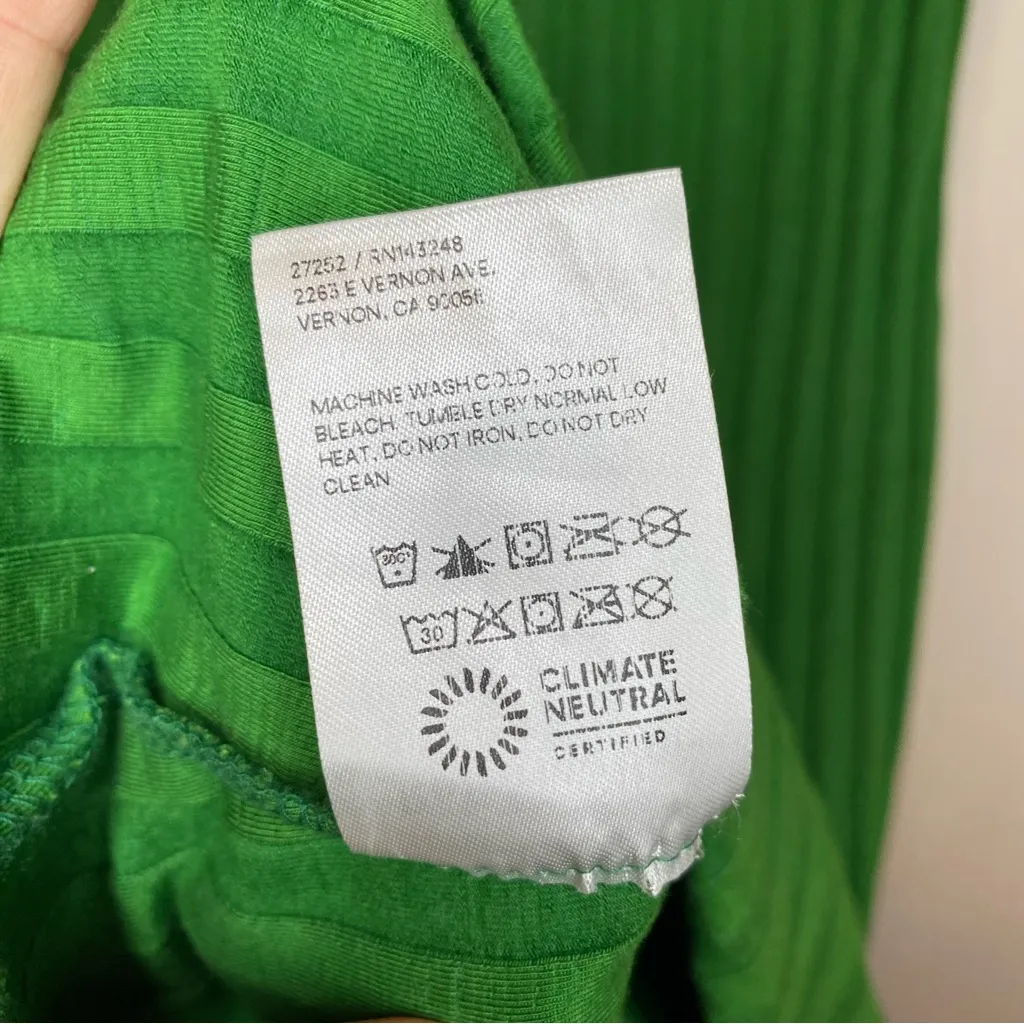 27252 / RN143248
2263 E VERNON AVE.
VERNON, CA 90058
MACHINE WASH COLD, DO NOT
BLEACH, TUMBLE DRY NORMAL LOW
HEAT, DO NOT IRON, DO NOT DRY
CLEAN
30C°
30
CLIMATE
NEUTRAL
CERTIFIED